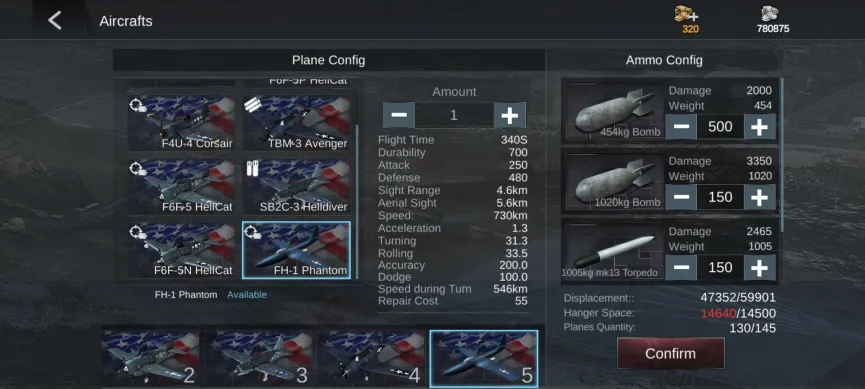 Aircrafts
320
780875
Plane Config
Ammo Config
F6F-5P HellCat
F4U-4 Corsair
TBM-3 Avenger
F6F-5 HellCat
SB2C-3 Helldiver
F6F-5N HellCat
FH-1 Phantom
FH-1 Phantom Available
Amount
1
Flight Time 340S
Durability 700
Attack 250
Defense 480
Sight Range 4.6km
Aerial Sight 5.6km
Speed: 730km
Acceleration 1.3
Turning 31.3
Rolling 33.5
Accuracy 200.0
Dodge 100.0
Speed during Turn 546km
Repair Cost 55
454kg Bomb
Damage 2000
Weight 454
500
1020kg Bomb
Damage 3350
Weight 1020
150
1005kg mk13 Torpedo
Damage 2465
Weight 1005
150
Displacement:: 47352/59901
Hanger Space: 14640/14500
Planes Quantity: 130/145
Confirm
2
3
4
5